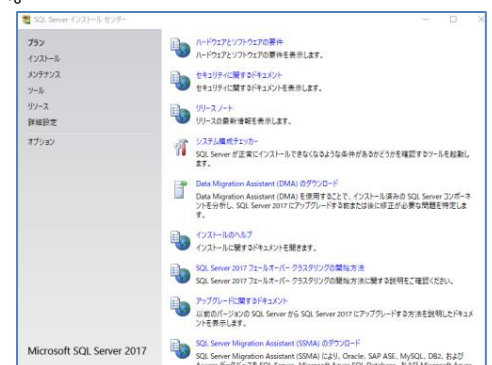 SQL Server インストール センター
プラン
インストール
メンテナンス
ツール
リソース
詳細設定
オプション
Microsoft SQL Server 2017
ハードウェアとソフトウェアの要件
ハードウェアとソフトウェアの要件を表示します。
セキュリティに関するドキュメント
セキュリティに関するドキュメントを表示します。
リリース ノート
リリースの最新情報を表示します。
システム構成チェッカー
SQL Server が正常にインストールできなくなるような条件があるかどうかを確認するツールを起動し
ます。
Data Migration Assistant (DMA) のダウンロード
Data Migration Assistant (DMA) を使用することで、インストール済みの SQL Server コンポーネ
ントを分析し、SQL Server 2017 にアップグレードする前または後に修正が必要な問題を特定しま
す。
インストールのヘルプ
インストールに関するドキュメントを開きます。
SQL Server 2017 フェールオーバー クラスタリングの開始方法
SQL Server 2017 フェールオーバー クラスタリングの開始方法に関する説明をご確認ください。
アップグレードに関するドキュメント
以前のバージョンの SQL Server から SQL Server 2017 にアップグレードする方法を説明したドキュメ
ントを表示します。
SQL Server Migration Assistant (SSMA) のダウンロード
SQL Server Migration Assistant (SSMA) により、Oracle、SAP ASE、MySQL、DB2、および